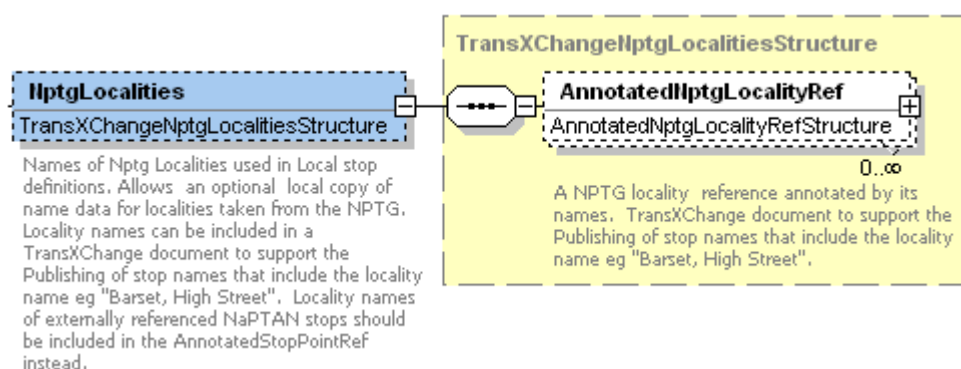 TransXChangeNptgLocalitiesStructure
NptgLocalities
TransXChangeNptgLocalitiesStructure
AnnotatedNptgLocalityRef
AnnotatedNptgLocalityRefStructure
0..∞
Names of Nptg Localities used in Local stop
definitions. Allows an optional local copy of
name data for localities taken from the NPTG.
Locality names can be included in a
TransXChange document to support the
Publishing of stop names that include the locality
name eg "Barset, High Street". Locality names
of externally referenced NaPTAN stops should
be included in the AnnotatedStopPointRef
instead.
A NPTG locality reference annotated by its
names. TransXChange document to support the
Publishing of stop names that include the locality
name eg "Barset, High Street".